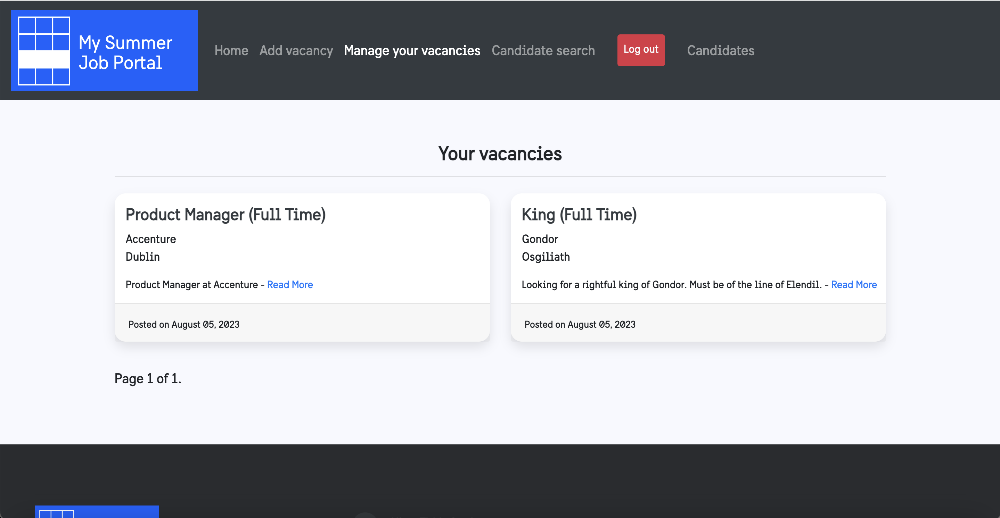 My Summer
Job Portal
Home Add vacancy Manage your vacancies Candidate search Log out Candidates
Your vacancies
Product Manager (Full Time)
Accenture
Dublin
Product Manager at Accenture - Read More
Posted on August 05, 2023
King (Full Time)
Gondor
Osgiliath
Looking for a rightful king of Gondor. Must be of the line of Elendil. - Read More
Posted on August 05, 2023
Page 1 of 1.